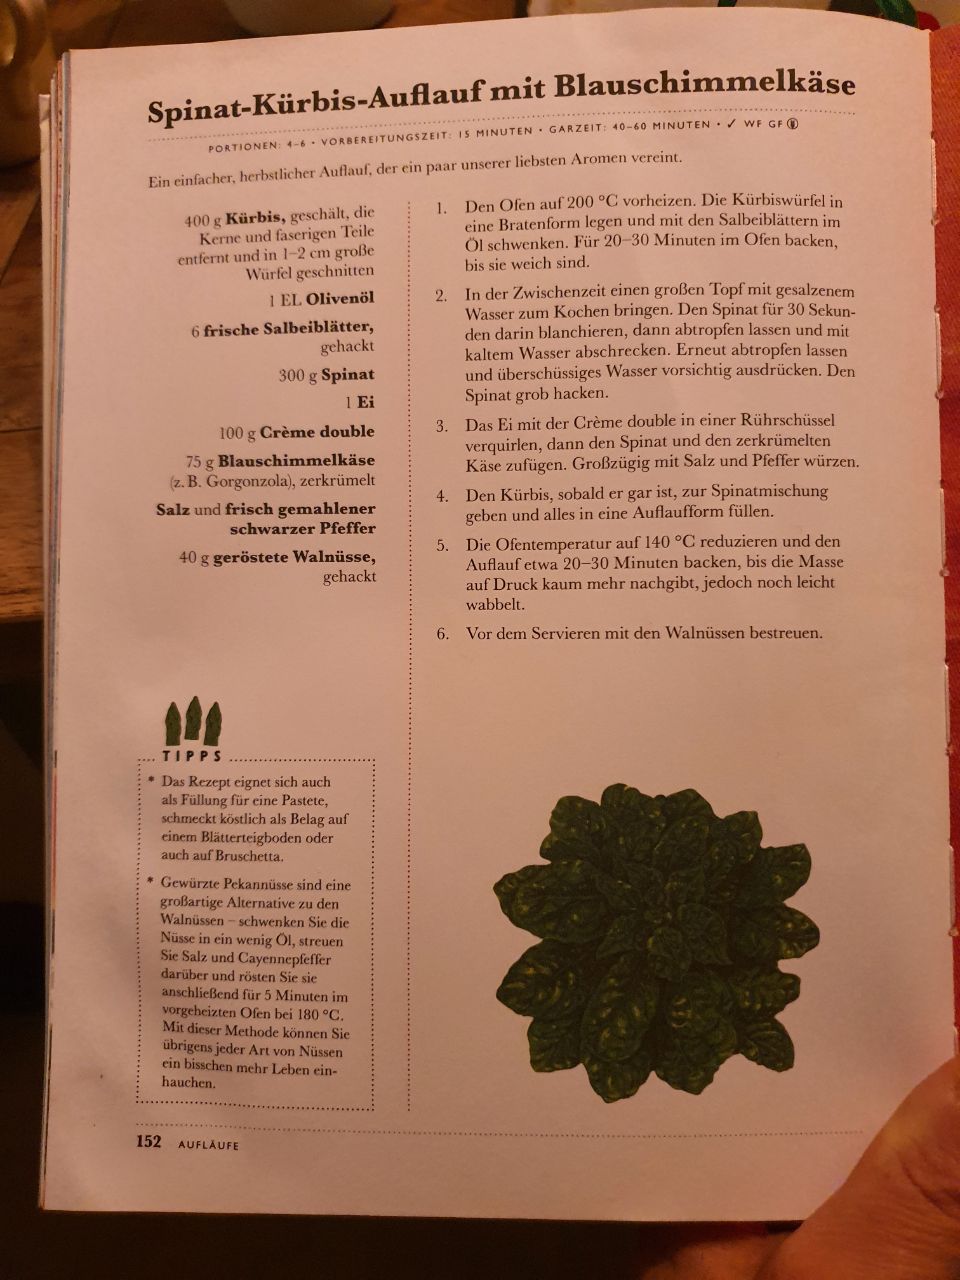 Spinat-Kürbis-Auflauf mit Blauschimmelkäse
PORTIONEN: 4–6 • VORBEREITUNGSZEIT: 15 MINUTEN • GARZEIT: 40–60 MINUTEN • ✓ WF GF
Ein einfacher, herbstlicher Auflauf, der ein paar unserer liebsten Aromen vereint.
400 g Kürbis, geschält, die
Kerne und faserigen Teile
entfernt und in 1–2 cm große
Würfel geschnitten
1 EL Olivenöl
6 frische Salbeiblätter,
gehackt
300 g Spinat
1 Ei
100 g Crème double
75 g Blauschimmelkäse
(z. B. Gorgonzola), zerkrümelt
Salz und frisch gemahlener
schwarzer Pfeffer
40 g geröstete Walnüsse,
gehackt
1. Den Ofen auf 200 °C vorheizen. Die Kürbiswürfel in
eine Bratenform legen und mit den Salbeiblättern im
Öl schwenken. Für 20–30 Minuten im Ofen backen,
bis sie weich sind.
2. In der Zwischenzeit einen großen Topf mit gesalzenem
Wasser zum Kochen bringen. Den Spinat für 30 Sekun-
den darin blanchieren, dann abtropfen lassen und mit
kaltem Wasser abschrecken. Erneut abtropfen lassen
und überschüssiges Wasser vorsichtig ausdrücken. Den
Spinat grob hacken.
3. Das Ei mit der Crème double in einer Rührschüssel
verquirlen, dann den Spinat und den zerkrümelten
Käse zufügen. Großzügig mit Salz und Pfeffer würzen.
4. Den Kürbis, sobald er gar ist, zur Spinatmischung
geben und alles in eine Auflaufform füllen.
5. Die Ofentemperatur auf 140 °C reduzieren und den
Auflauf etwa 20–30 Minuten backen, bis die Masse
auf Druck kaum mehr nachgibt, jedoch noch leicht
wabbelt.
6. Vor dem Servieren mit den Walnüssen bestreuen.
TIPPS
* Das Rezept eignet sich auch
als Füllung für eine Pastete,
schmeckt köstlich als Belag auf
einem Blätterteigboden oder
auch auf Bruschetta.
* Gewürzte Pekannüsse sind eine
großartige Alternative zu den
Walnüssen – schwenken Sie die
Nüsse in ein wenig Öl, streuen
Sie Salz und Cayennepfeffer
darüber und rösten Sie sie
anschließend für 5 Minuten im
vorgeheizten Ofen bei 180 °C.
Mit dieser Methode können Sie
übrigens jeder Art von Nüssen
ein bisschen mehr Leben ein-
hauchen.
152 AUFLÄUFE